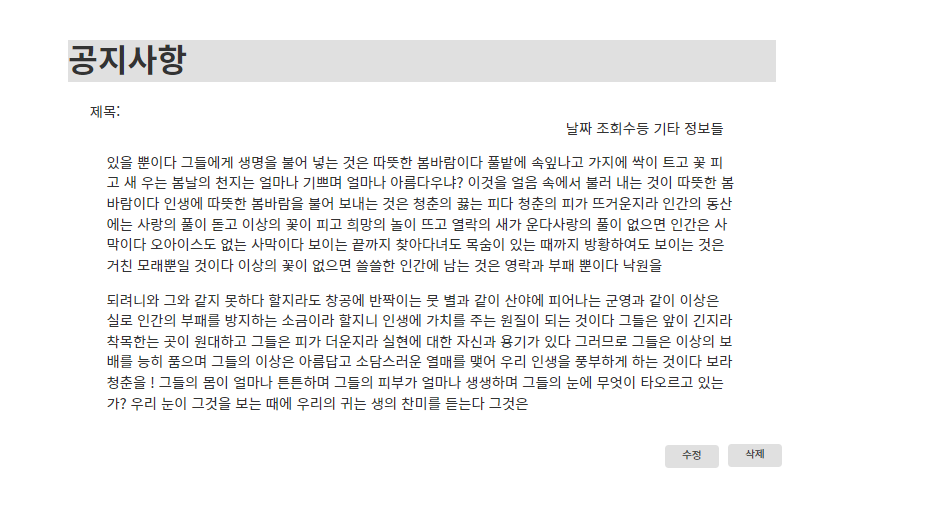 공지사항
제목:
날짜 조회수등 기타 정보들
있을 뿐이다 그들에게 생명을 불어 넣는 것은 따뜻한 봄바람이다 풀밭에 속잎나고 가지에 싹이 트고 꽃 피
고 새 우는 봄날의 천지는 얼마나 기쁘며 얼마나 아름다우냐? 이것을 얼음 속에서 불러 내는 것이 따뜻한 봄
바람이다 인생에 따뜻한 봄바람을 불어 보내는 것은 청춘의 끓는 피다 청춘의 피가 뜨거운지라 인간의 동산
에는 사랑의 풀이 돋고 이상의 꽃이 피고 희망의 놀이 뜨고 열락의 새가 운다사랑의 풀이 없으면 인간은 사
막이다 오아이스도 없는 사막이다 보이는 끝까지 찾아다녀도 목숨이 있는 때까지 방황하여도 보이는 것은
거친 모래뿐일 것이다 이상의 꽃이 없으면 쓸쓸한 인간에 남는 것은 영락과 부패 뿐이다 낙원을
되려니와 그와 같지 못하다 할지라도 창공에 반짝이는 뭇 별과 같이 산야에 피어나는 군영과 같이 이상은
실로 인간의 부패를 방지하는 소금이라 할지니 인생에 가치를 주는 원질이 되는 것이다 그들은 앞이 긴지라
착목한는 곳이 원대하고 그들은 피가 더운지라 실현에 대한 자신과 용기가 있다 그러므로 그들은 이상의 보
배를 능히 품으며 그들의 이상은 아름답고 소담스러운 열매를 맺어 우리 인생을 풍부하게 하는 것이다 보라
청춘을 ! 그들의 몸이 얼마나 튼튼하며 그들의 피부가 얼마나 생생하며 그들의 눈에 무엇이 타오르고 있는
가? 우리 눈이 그것을 보는 때에 우리의 귀는 생의 찬미를 듣는다 그것은
수정
삭제